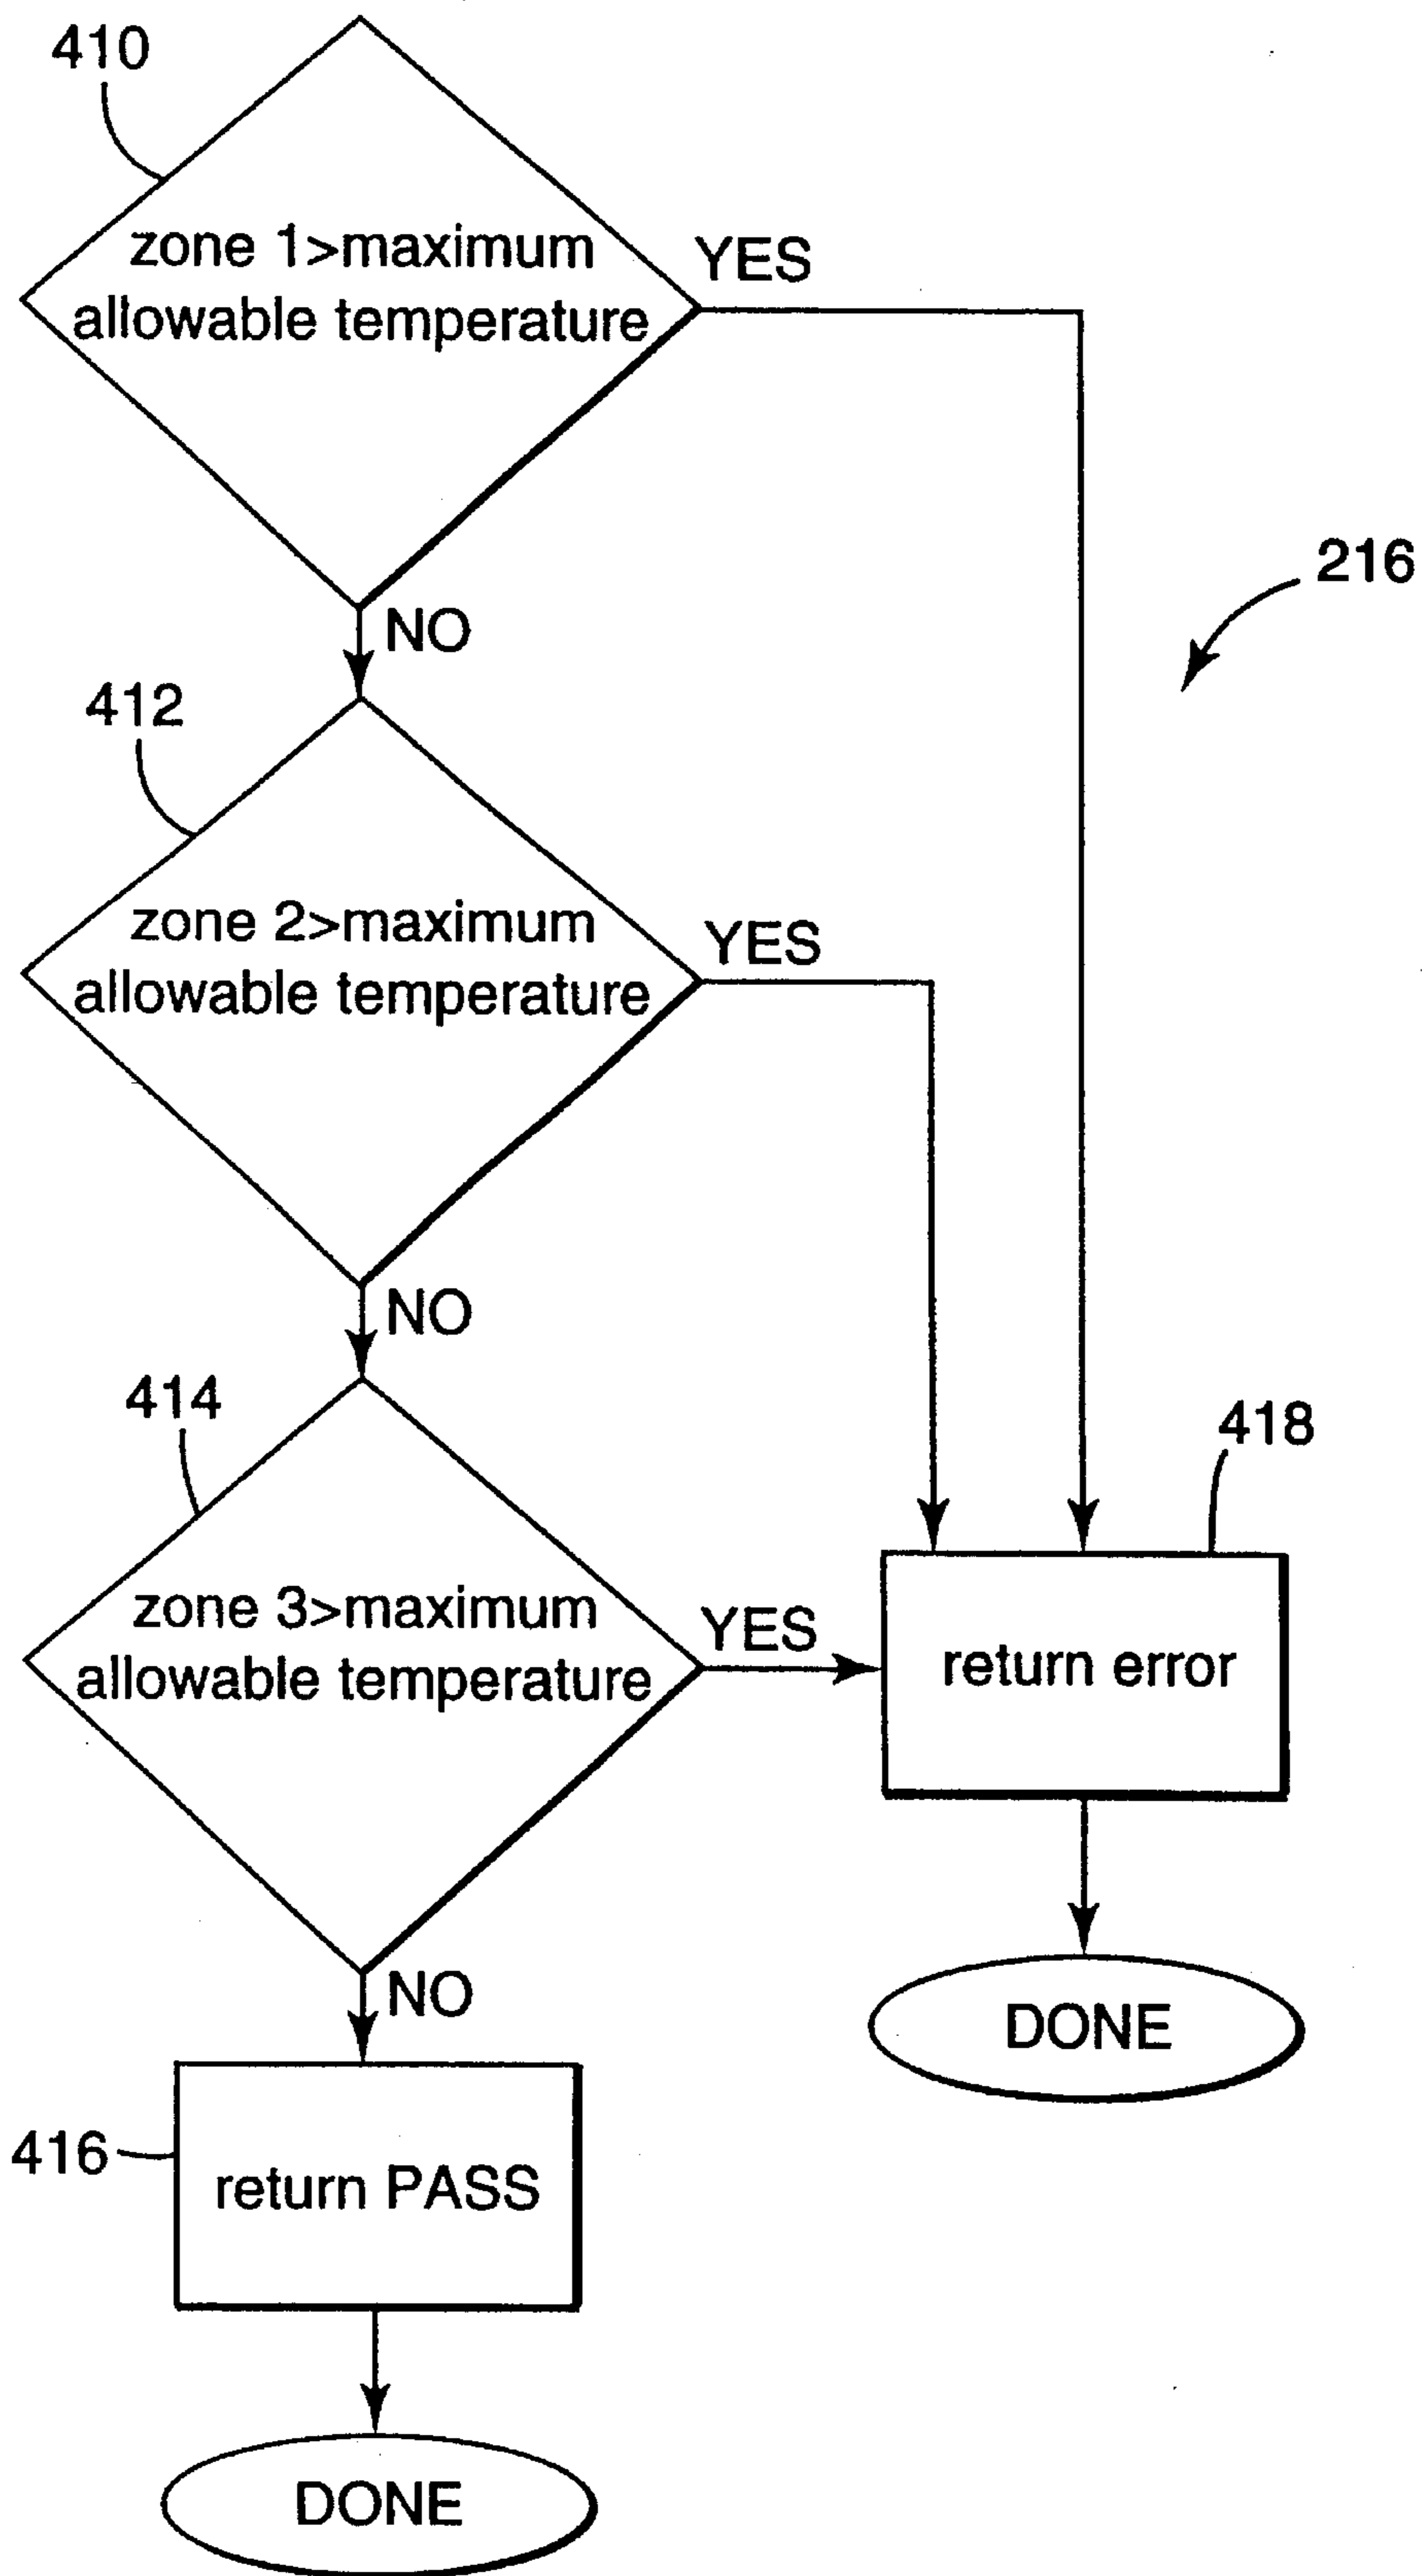 410
zone 1>maximum
allowable temperature
YES
NO
216
412
zone 2>maximum
allowable temperature
YES
NO
414
zone 3>maximum
allowable temperature
YES
418
return error
NO
DONE
416
return PASS
DONE